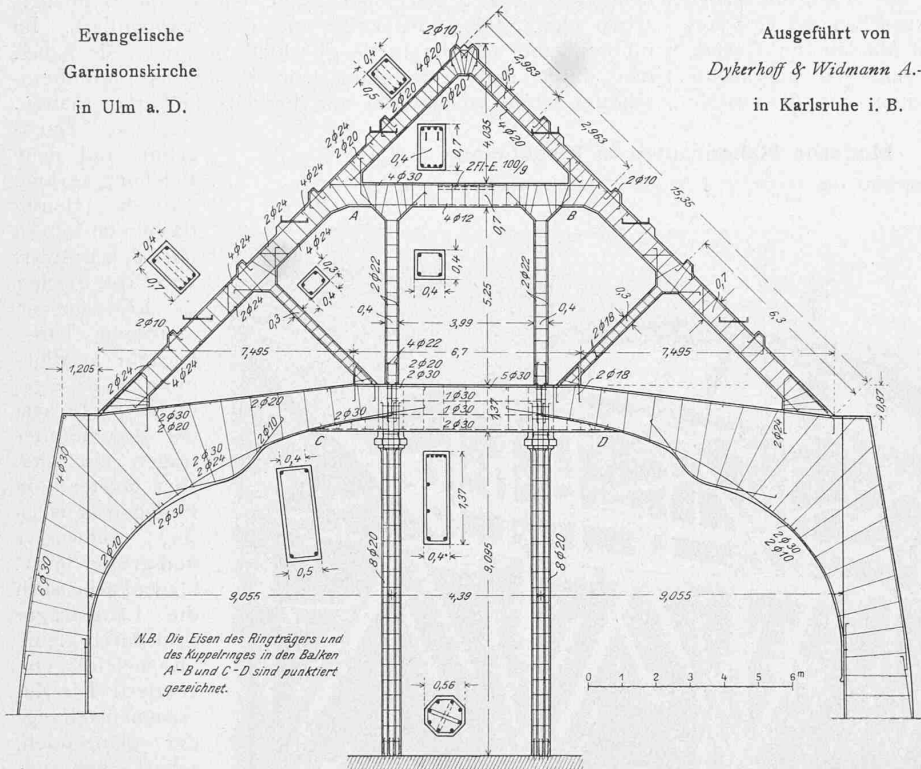 Evangelische
Garnisonskirche
in Ulm a. D.
Ausgeführt von
Dykerhoff & Widmann A.-
in Karlsruhe i. B.
2ϕ10
4ϕ20
2,963
0,4
0,5
2ϕ20
2ϕ20
0,5
4ϕ20
2,963
4,035
2ϕ24
2ϕ20
0,4
0,7
2Fl-E. 100/9
4ϕ24
4ϕ30
2ϕ10
15,35
A
4ϕ12
0,7
B
2ϕ24
2ϕ24
4ϕ24
4ϕ24
0,4
0,7
0,3
0,4
2ϕ22
0,4
0,4
5,25
2ϕ22
0,7
2ϕ24
0,3
0,4
3,99
0,4
0,3
2ϕ18
6,3
2ϕ10
7,495
6,7
7,495
1,205
4ϕ22
2ϕ20
2ϕ30
5ϕ30
2ϕ18
0,87
2ϕ24
4ϕ24
2ϕ30
2ϕ20
2ϕ20
1ϕ30
1ϕ30
2ϕ30
1,37
2ϕ30
2ϕ10
C
D
2ϕ24
4ϕ30
2ϕ30
2ϕ24
0,4
1,37
2ϕ30
2ϕ10
0,5
0,4
8ϕ20
9,095
8ϕ20
2ϕ30
2ϕ10
6ϕ30
9,055
4,39
9,055
N.B. Die Eisen des Ringträgers und
des Kuppelringes in den Balken
A-B und C-D sind punktiert
gezeichnet.
0,56
0 1 2 3 4 5 6 m